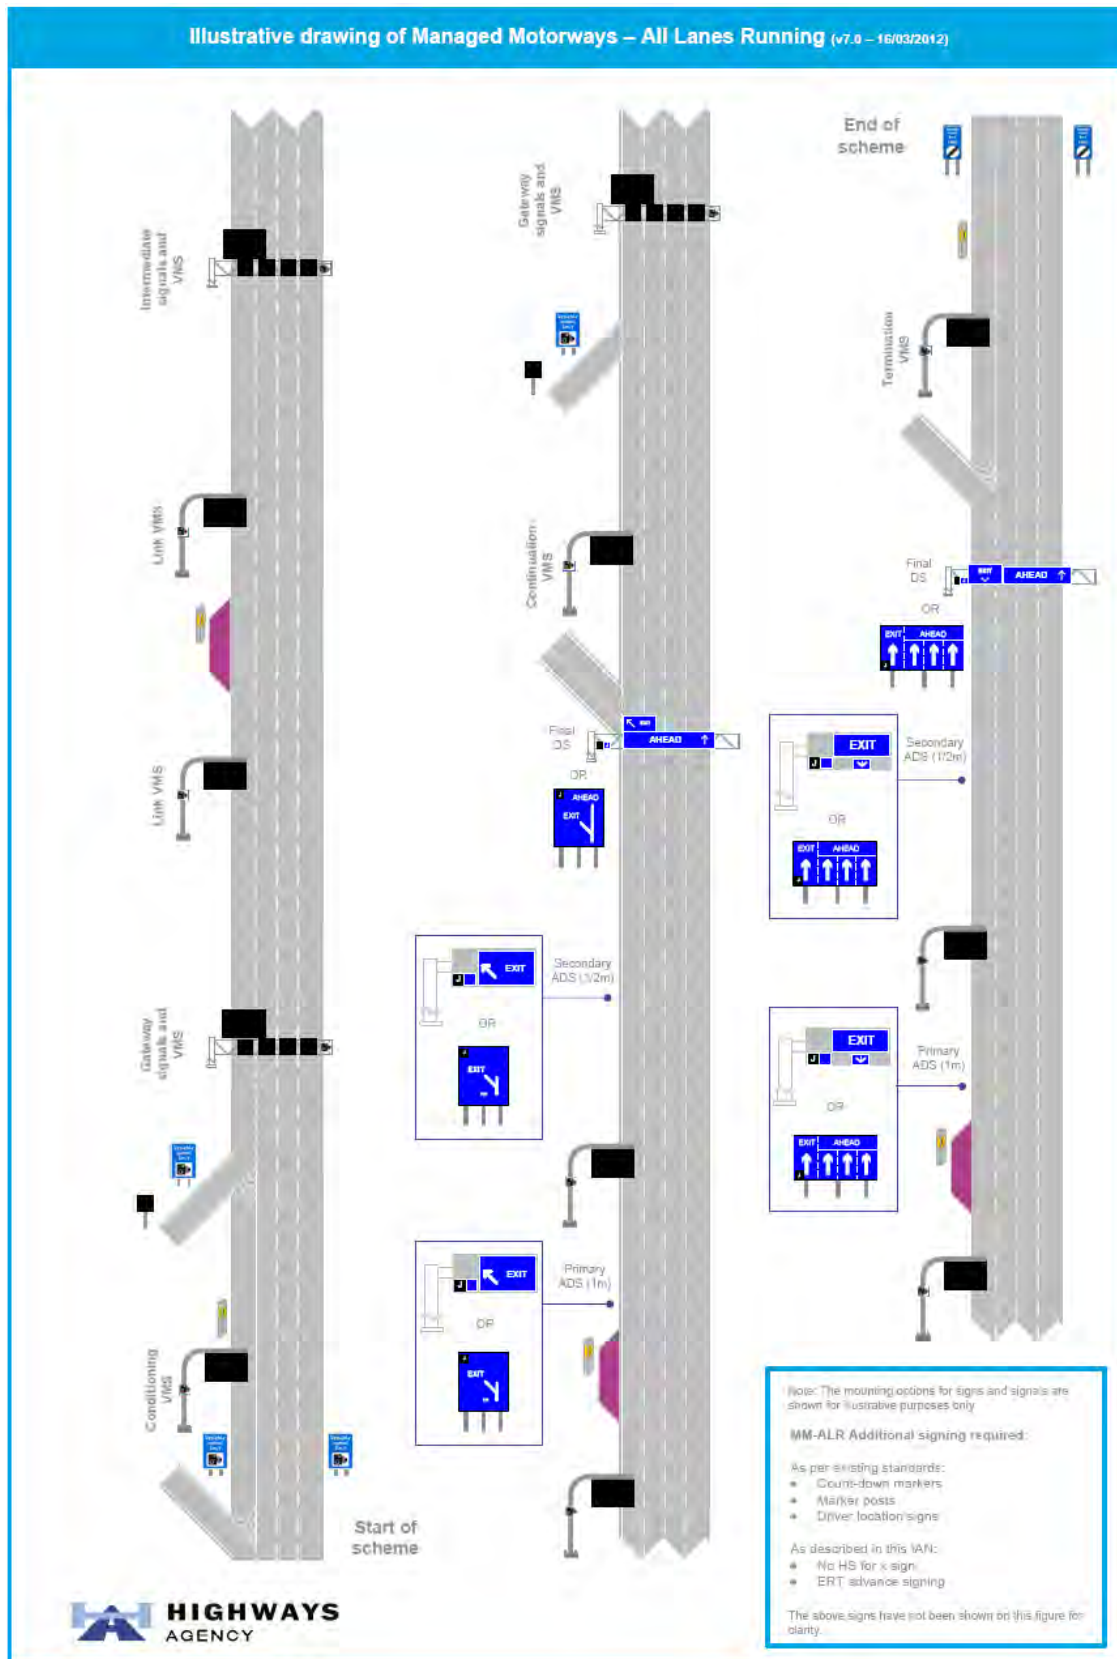 Illustrative drawing of Managed Motorways – All Lanes Running (v7.0 – 16/03/2012)
Intermediate
signals and
VMS
Link VMS
Link VMS
Gateway
signals and
VMS
Conditioning
VMS
Start of
scheme
Gateway
signals and
VMS
Continuation
VMS
AHEAD
Final
DS
OR
AHEAD
EXIT
EXIT
Secondary
ADS (1/2m)
OR
EXIT
EXIT
Primary
ADS (1m)
OR
EXIT
End of
scheme
Termination
VMS
Final
DS
EXIT
AHEAD
OR
EXIT AHEAD
EXIT
Secondary
ADS (1/2m)
OR
EXIT AHEAD
EXIT
Primary
ADS (1m)
OR
EXIT AHEAD
Note: The mounting options for signs and signals are
shown for illustrative purposes only
MM-ALR Additional signing required:
As per existing standards:
• Count-down markers
• Marker posts
• Driver location signs
As described in this IAN:
• No HS for x sign
• ERT advance signing
The above signs have not been shown on this figure for
clarity.
HIGHWAYS
AGENCY